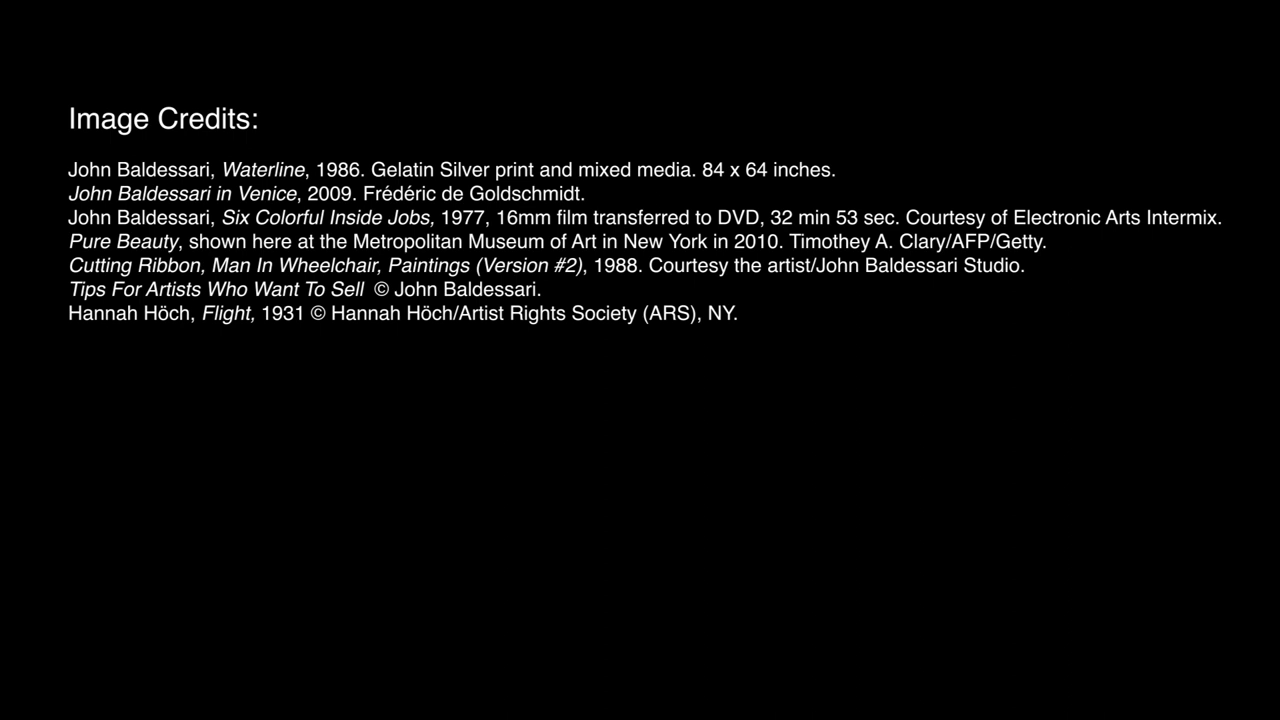 Image Credits:
John Baldessari, Waterline, 1986. Gelatin Silver print and mixed media. 84 x 64 inches.
John Baldessari in Venice, 2009. Frédéric de Goldschmidt.
John Baldessari, Six Colorful Inside Jobs, 1977, 16mm film transferred to DVD, 32 min 53 sec. Courtesy of Electronic Arts Intermix.
Pure Beauty, shown here at the Metropolitan Museum of Art in New York in 2010. Timothey A. Clary/AFP/Getty.
Cutting Ribbon, Man In Wheelchair, Paintings (Version #2), 1988. Courtesy the artist/John Baldessari Studio.
Tips For Artists Who Want To Sell © John Baldessari.
Hannah Höch, Flight, 1931 © Hannah Höch/Artist Rights Society (ARS), NY.